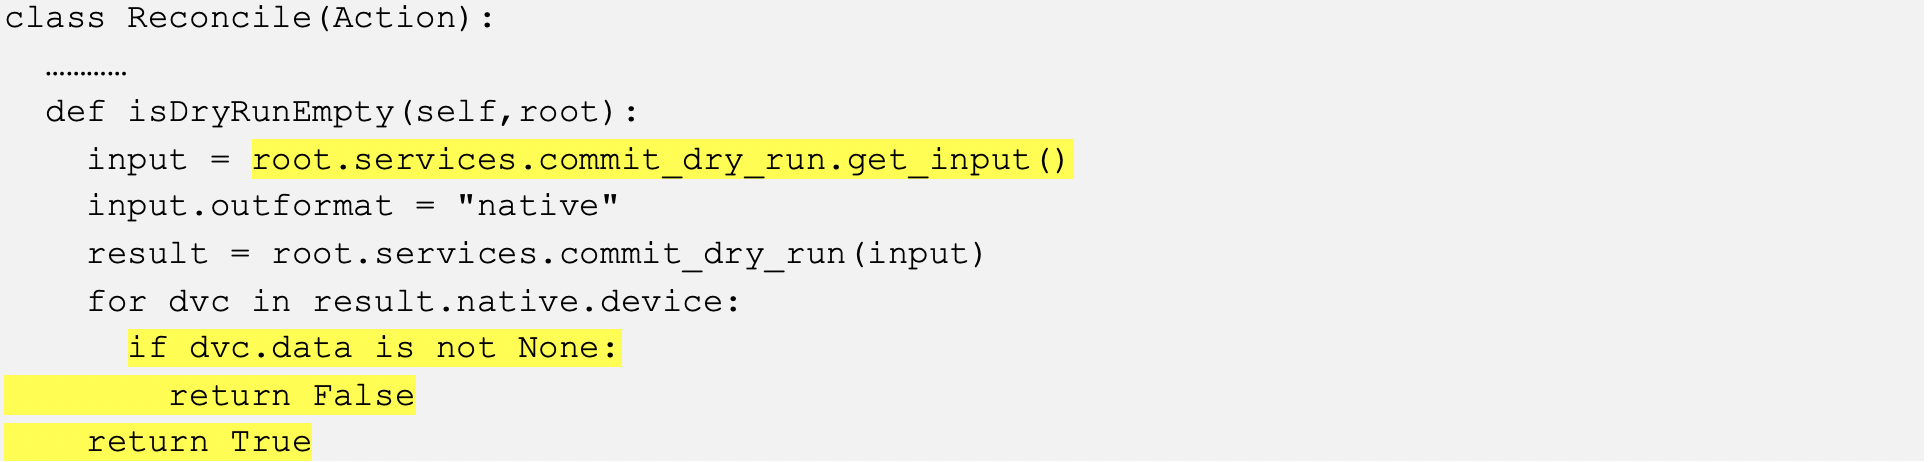 class Reconcile(Action):
  …………
  def isDryRunEmpty(self,root):
    input = root.services.commit_dry_run.get_input()
    input.outformat = "native"
    result = root.services.commit_dry_run(input)
    for dvc in result.native.device:
      if dvc.data is not None:
        return False
    return True